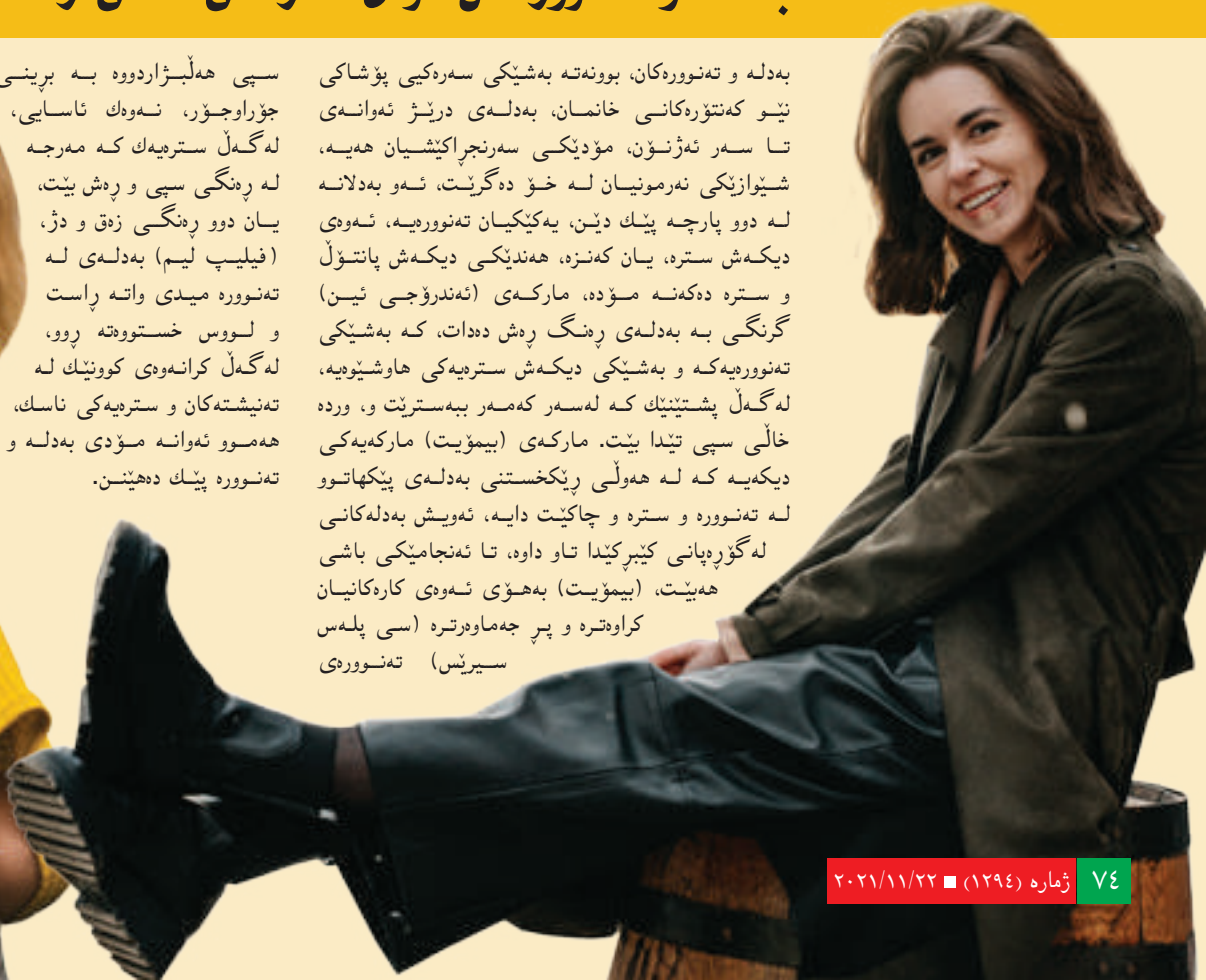 بەدلە و تەنوورەکان، بوونەتە بەشێکی سەرەکیی پۆشاکی
نێو کەنتۆرەکانی خانمان، بەدلەی درێژ ئەوانەی
تا سەر ئەژنۆن، مۆدێکی سەرنجڕاکێشیان هەیە،
شێوازێکی نەرمونیان لە خۆ دەگرێت، ئەو بەدلانە
لە دوو پارچە پێك دێن، یەکێکیان تەنوورەیە، ئەوەی
دیکەش سترە، یان کەنزە، هەندێکی دیکەش پانتۆڵ
و سترە دەکەنە مۆدە، مارکەی (ئەندرۆجی ئین)
گرنگی بە بەدلەی ڕەنگ ڕەش دەدات، کە بەشێکی
تەنوورەیەکە و بەشێکی دیکەش سترەیەکی هاوشێوەیە،
لەگەڵ پشتێنێك کە لەسەر کەمەر ببەسترێت و، وردە
خاڵی سپی تێدا بێت. مارکەی (بیمۆیت) مارکەیەکی
دیکەیە کە لە هەوڵی ڕێکخستنی بەدلەی پێکهاتوو
لە تەنوورە و سترە و چاکێت دایە، ئەویش بەدلەکانی
لەگۆڕەپانی کێبڕکێدا تاو داوە، تا ئەنجامێکی باشی
هەبێت، (بیمۆیت) بەهۆی ئەوەی کارەکانیان
کراوەترە و پڕ جەماوەرترە (سی پلەس
سیرێس) تەنوورەی
سپی هەڵبژاردووە بە بڕینی
جۆراوجۆر، نەوەك ئاسایی،
لەگەڵ سترەیەك کە مەرجە
لە ڕەنگی سپی و ڕەش بێت،
یان دوو ڕەنگی زەق و دژ،
(فیلیپ لیم) بەدلەی لە
تەنوورە میدی واتە ڕاست
و لووس خستووەتە ڕوو،
لەگەڵ کرانەوەی کوونێك لە
تەنیشتەکان و سترەیەکی ناسك،
هەموو ئەوانە مۆدی بەدلە و
تەنوورە پێك دەهێنن.
٧٤ ژمارە (١٢٩٤) ■ ٢٠٢١/١١/٢٢